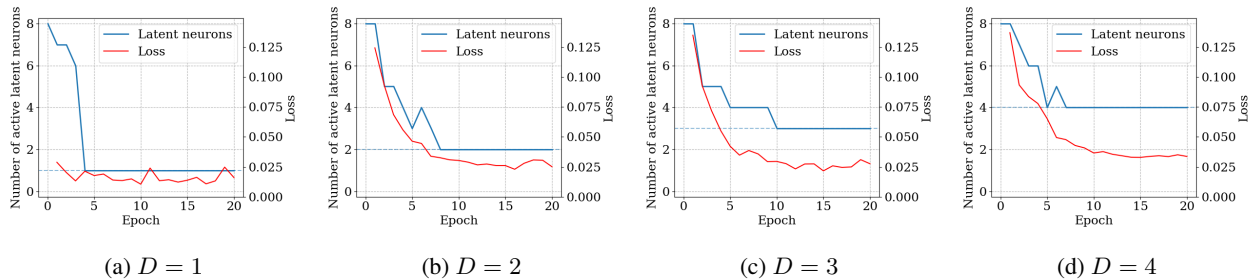 Number of active latent neurons
8
6
4
2
0
Latent neurons
Loss
0.125
0.100
0.075
0.050
0.025
0.000
Loss
0
5
10
15
20
Epoch
(a) D = 1
Number of active latent neurons
8
6
4
2
0
Latent neurons
Loss
0.125
0.100
0.075
0.050
0.025
0.000
Loss
0
5
10
15
20
Epoch
(b) D = 2
Number of active latent neurons
8
6
4
2
0
Latent neurons
Loss
0.125
0.100
0.075
0.050
0.025
0.000
Loss
0
5
10
15
20
Epoch
(c) D = 3
Number of active latent neurons
8
6
4
2
0
Latent neurons
Loss
0.125
0.100
0.075
0.050
0.025
0.000
Loss
0
5
10
15
20
Epoch
(d) D = 4